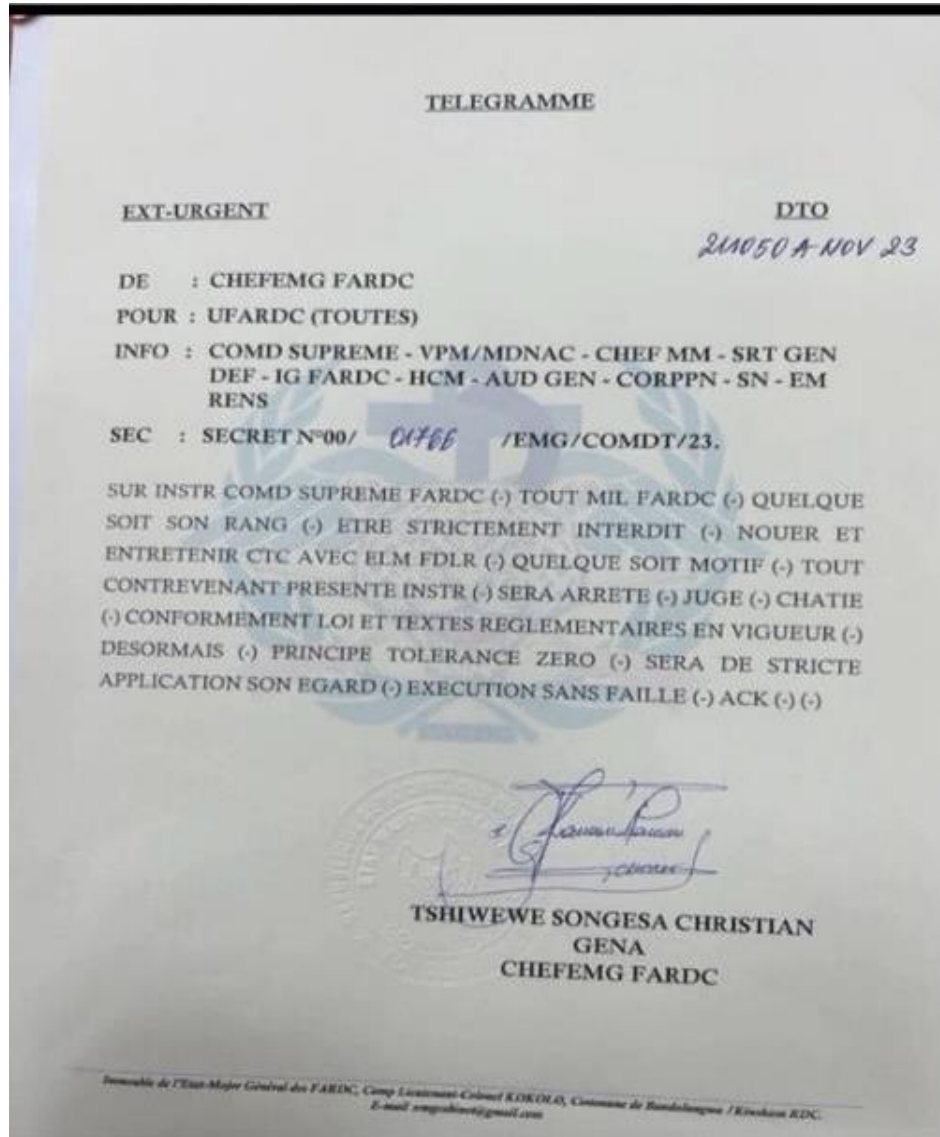 TELEGRAMME
EXT-URGENT
DTO
211050 A NOV 23
DE : CHEFEMG FARDC
POUR : UFARDC (TOUTES)
INFO : COMD SUPREME - VPM/MDNAC - CHEF MM - SRT GEN
DEF - IG FARDC - HCM - AUD GEN - CORPPN - SN - EM
RENS
SEC : SECRET N°00/ 01766 /EMG/COMDT/23.
SUR INSTR COMD SUPREME FARDC (-) TOUT MIL FARDC (-) QUELQUE
SOIT SON RANG (-) ETRE STRICTEMENT INTERDIT (-) NOUER ET
ENTRETENIR CTC AVEC ELM FDLR (-) QUELQUE SOIT MOTIF (-) TOUT
CONTREVENANT PRESENTE INSTR (-) SERA ARRETE (-) JUGE (-) CHATIE
(-) CONFORMEMENT LOI ET TEXTES REGLEMENTAIRES EN VIGUEUR (-)
DESORMAIS (-) PRINCIPE TOLERANCE ZERO (-) SERA DE STRICTE
APPLICATION SON EGARD (-) EXECUTION SANS FAILLE (-) ACK (-) (-)
TSHIWEWE SONGESA CHRISTIAN
GENA
CHEFEMG FARDC
Immeuble de l'Etat-Major Général des FARDC, Camp Lieutenant-Colonel KOKOLO, Commune de Bandalungwa / Kinshasa RDC.
E-mail